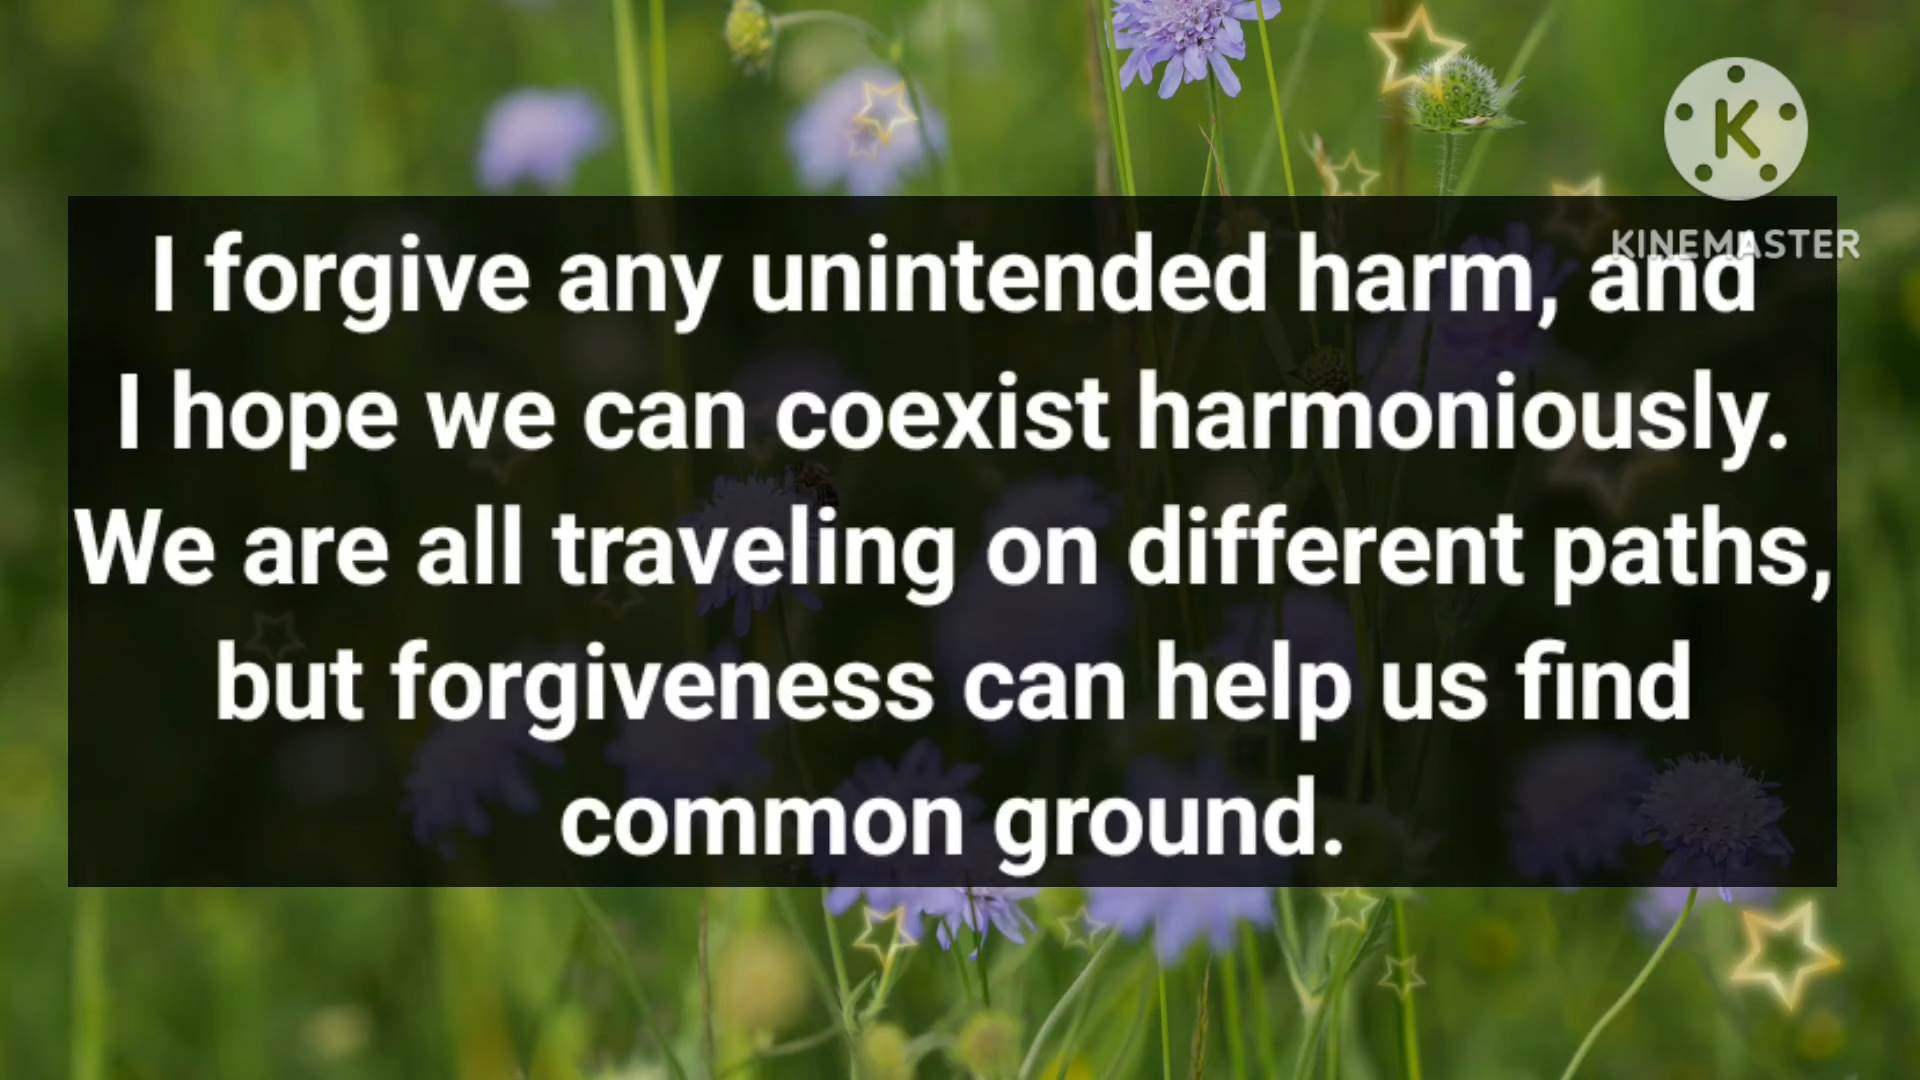 K
KINEMASTER
I forgive any unintended harm, and
I hope we can coexist harmoniously.
We are all traveling on different paths,
but forgiveness can help us find
common ground.